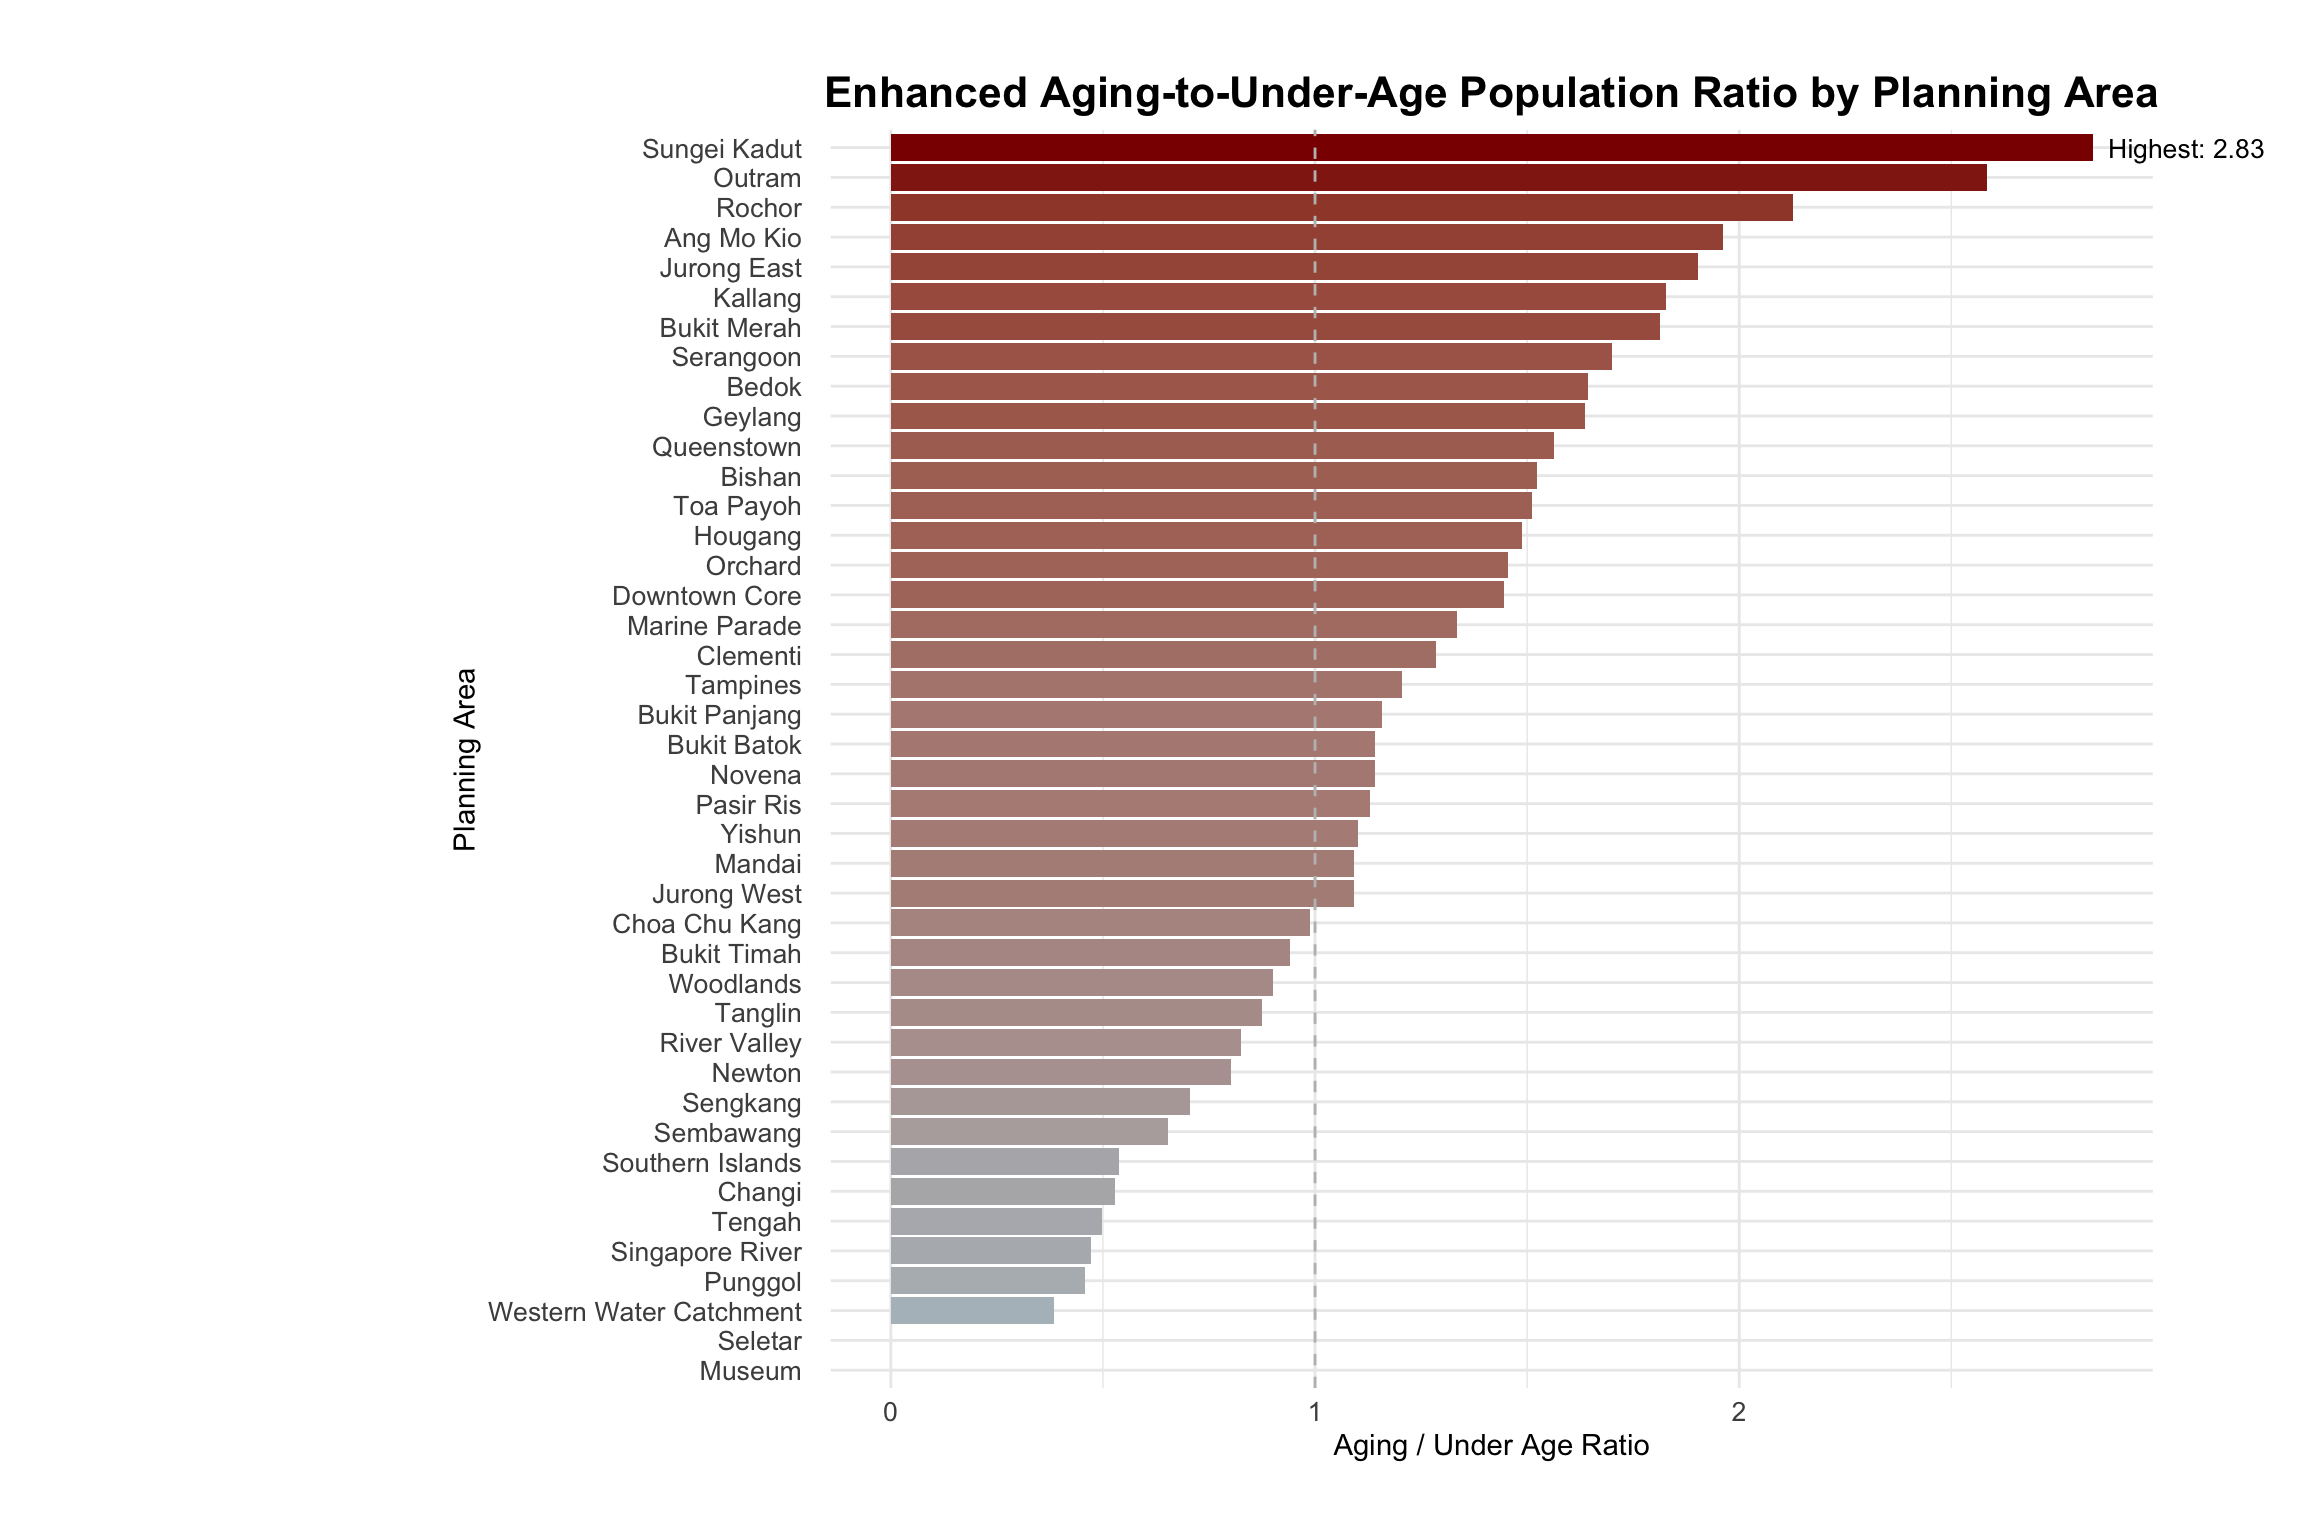 Enhanced Aging-to-Under-Age Population Ratio by Planning Area
Sungei Kadut
Highest: 2.83
Outram
Rochor
Ang Mo Kio
Jurong East
Kallang
Bukit Merah
Serangoon
Bedok
Geylang
Queenstown
Bishan
Toa Payoh
Hougang
Orchard
Downtown Core
Marine Parade
Clementi
Tampines
Bukit Panjang
Bukit Batok
Novena
Pasir Ris
Yishun
Mandai
Jurong West
Choa Chu Kang
Bukit Timah
Woodlands
Tanglin
River Valley
Newton
Sengkang
Sembawang
Southern Islands
Changi
Tengah
Singapore River
Punggol
Western Water Catchment
Seletar
Museum
Planning Area
0 1 2
Aging / Under Age Ratio